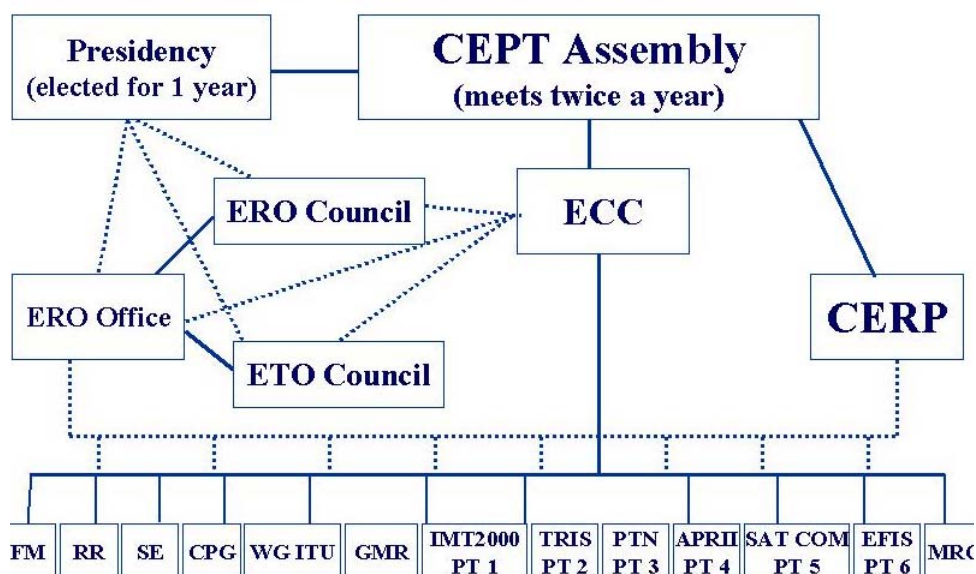 Presidency
(elected for 1 year)
CEPT Assembly
(meets twice a year)
ERO Council
ECC
ERO Office
CERP
ETO Council
FM
RR
SE
CPG
WG ITU
GMR
IMT2000
PT 1
TRIS
PT 2
PTN
PT 3
APRII
PT 4
SAT COM
PT 5
EFIS
PT 6